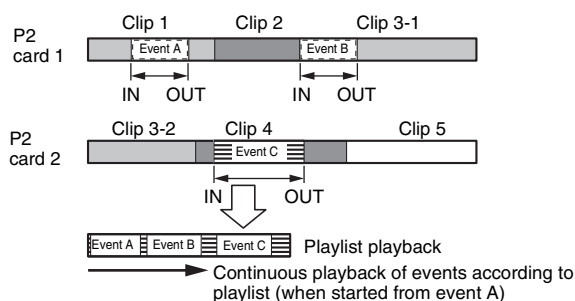 Clip 1 Clip 2 Clip 3-1
P2
card 1
Event A Event B
IN OUT IN OUT
Clip 3-2 Clip 4 Clip 5
P2
card 2
Event C
IN OUT
Event A Event B Event C Playlist playback
Continuous playback of events according to
playlist (when started from event A)